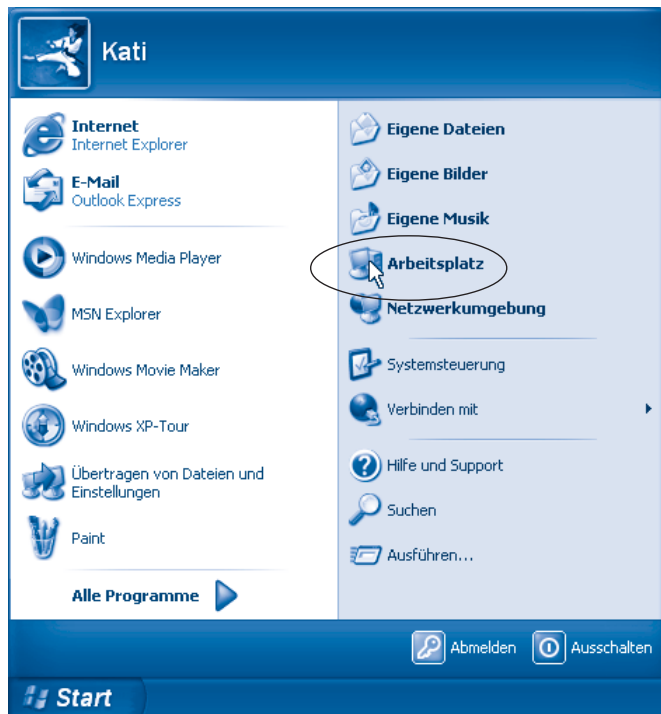 Kati
Internet
Internet Explorer
E-Mail
Outlook Express
Windows Media Player
MSN Explorer
Windows Movie Maker
Windows XP-Tour
Übertragen von Dateien und
Einstellungen
Paint
Alle Programme
Eigene Dateien
Eigene Bilder
Eigene Musik
Arbeitsplatz
Netzwerkumgebung
Systemsteuerung
Verbinden mit
Hilfe und Support
Suchen
Ausführen...
Abmelden
Ausschalten
Start